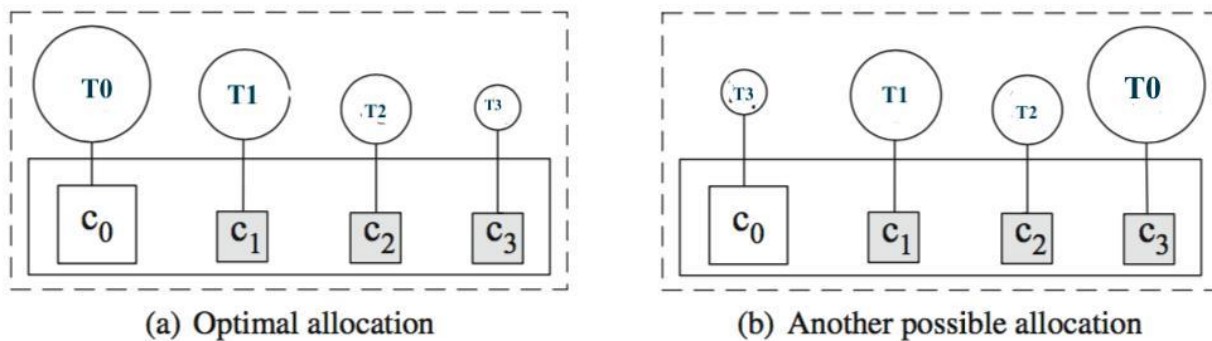 T0 T1 T2 T3
c0 c1 c2 c3
(a) Optimal allocation
T3 T1 T2 T0
c0 c1 c2 c3
(b) Another possible allocation